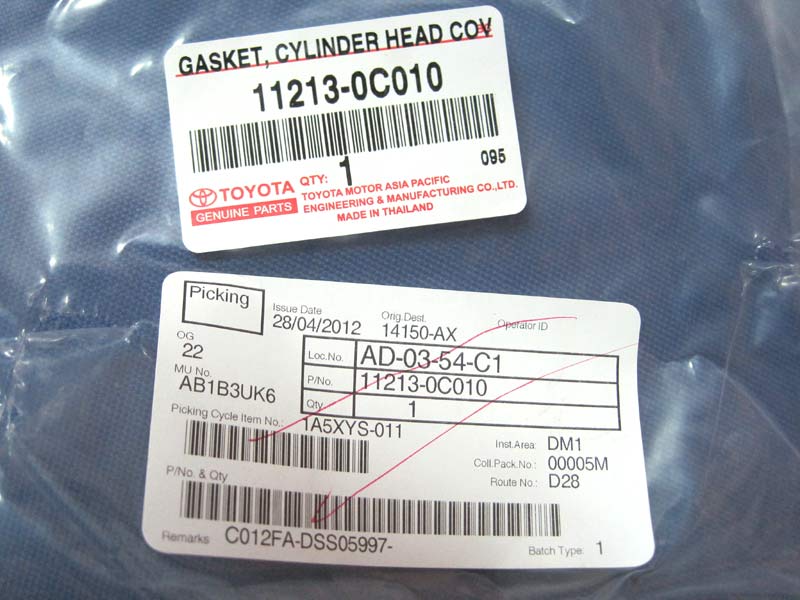 GASKET, CYLINDER HEAD COV
11213-0C010
1
095
TOYOTA
GENUINE PARTS
QTY:
TOYOTA MOTOR ASIA PACIFIC
ENGINEERING & MANUFACTURING CO.,LTD.
MADE IN THAILAND
Picking
Issue Date
28/04/2012
Orig.Dest.
14150-AX
Operator ID
OG
22
MU No.
AB1B3UK6
Loc.No. AD-03-54-C1
P/No. 11213-0C010
Qty 1
Picking Cycle Item No.: 1A5XYS-011
Inst.Area: DM1
Coll.Pack.No.: 00005M
Route No.: D28
P/No. & Qty
Remarks C012FA-DSS05997-
Batch Type: 1